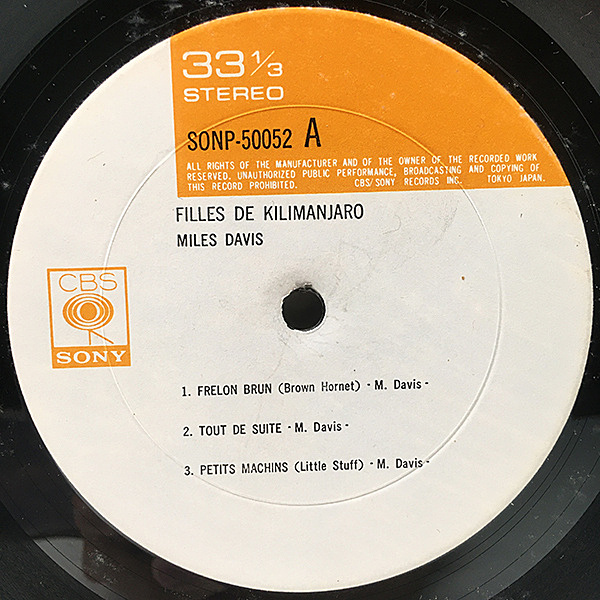 33 1/3
STEREO
SONP-50052 A
ALL RIGHTS OF THE MANUFACTURER AND OF THE OWNER OF THE RECORDED WORK
RESERVED. UNAUTHORIZED PUBLIC PERFORMANCE, BROADCASTING AND COPYING OF
THIS RECORD PROHIBITED. CBS/SONY RECORDS INC. TOKYO JAPAN.
FILLES DE KILIMANJARO
MILES DAVIS
CBS
SONY
1. FRELON BRUN (Brown Hornet) - M. Davis -
2. TOUT DE SUITE - M. Davis -
3. PETITS MACHINS (Little Stuff) - M. Davis -